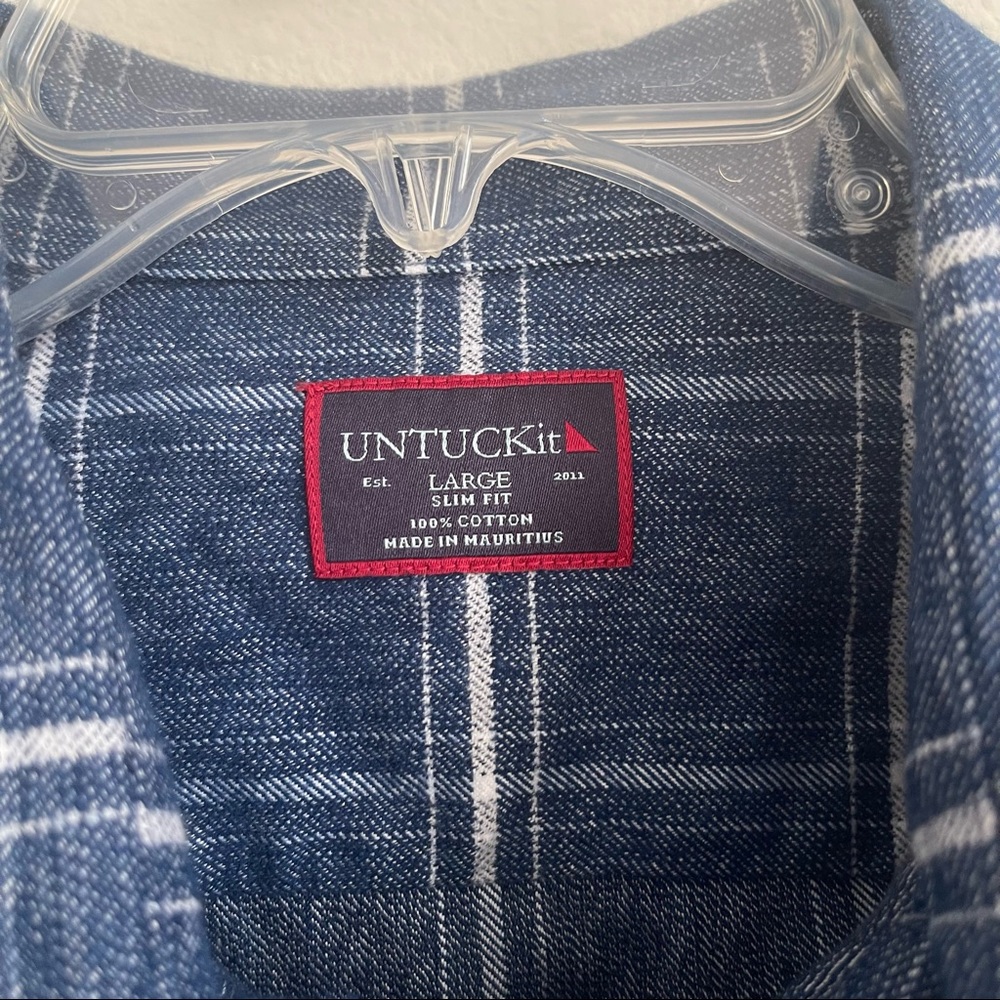 UNTUCKit
Est. LARGE 2011
SLIM FIT
100% COTTON
MADE IN MAURITIUS